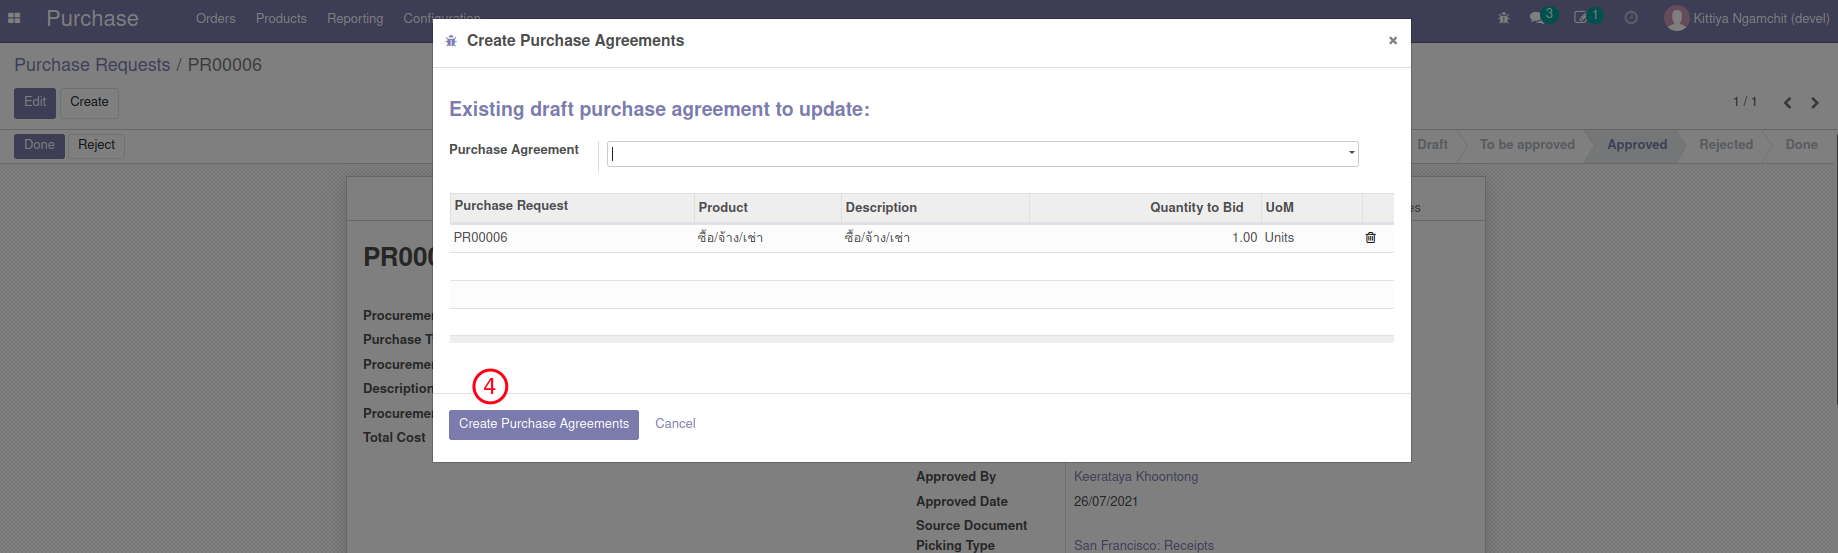 Purchase Orders Products Reporting Configuration 3 1 Kittiya Ngamchit (devel)
Create Purchase Agreements ×
Purchase Requests / PR00006
Edit Create 1 / 1
Existing draft purchase agreement to update:
Done Reject Draft To be approved Approved Rejected Done
Purchase Agreement
Purchase Request Product Description Quantity to Bid UoM
PR00006 ซื้อ/จ้าง/เช่า ซื้อ/จ้าง/เช่า 1.00 Units
PR000
Procuremen
Purchase T
Procuremen
Description
Procuremen
Total Cost
4
Create Purchase Agreements Cancel
Approved By Keerataya Khoontong
Approved Date 26/07/2021
Source Document
Picking Type San Francisco: Receipts